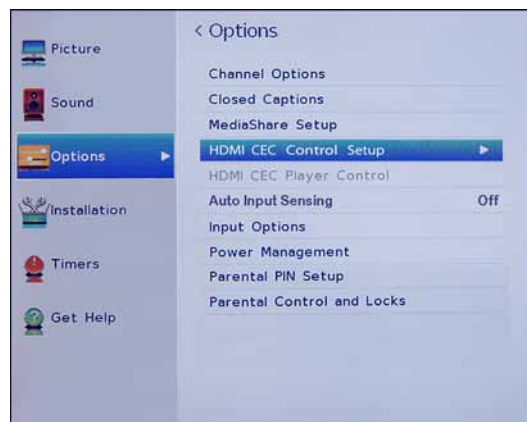 Picture
Sound
Options
Installation
Timers
Get Help
< Options
Channel Options
Closed Captions
MediaShare Setup
HDMI CEC Control Setup
HDMI CEC Player Control
Auto Input Sensing Off
Input Options
Power Management
Parental PIN Setup
Parental Control and Locks